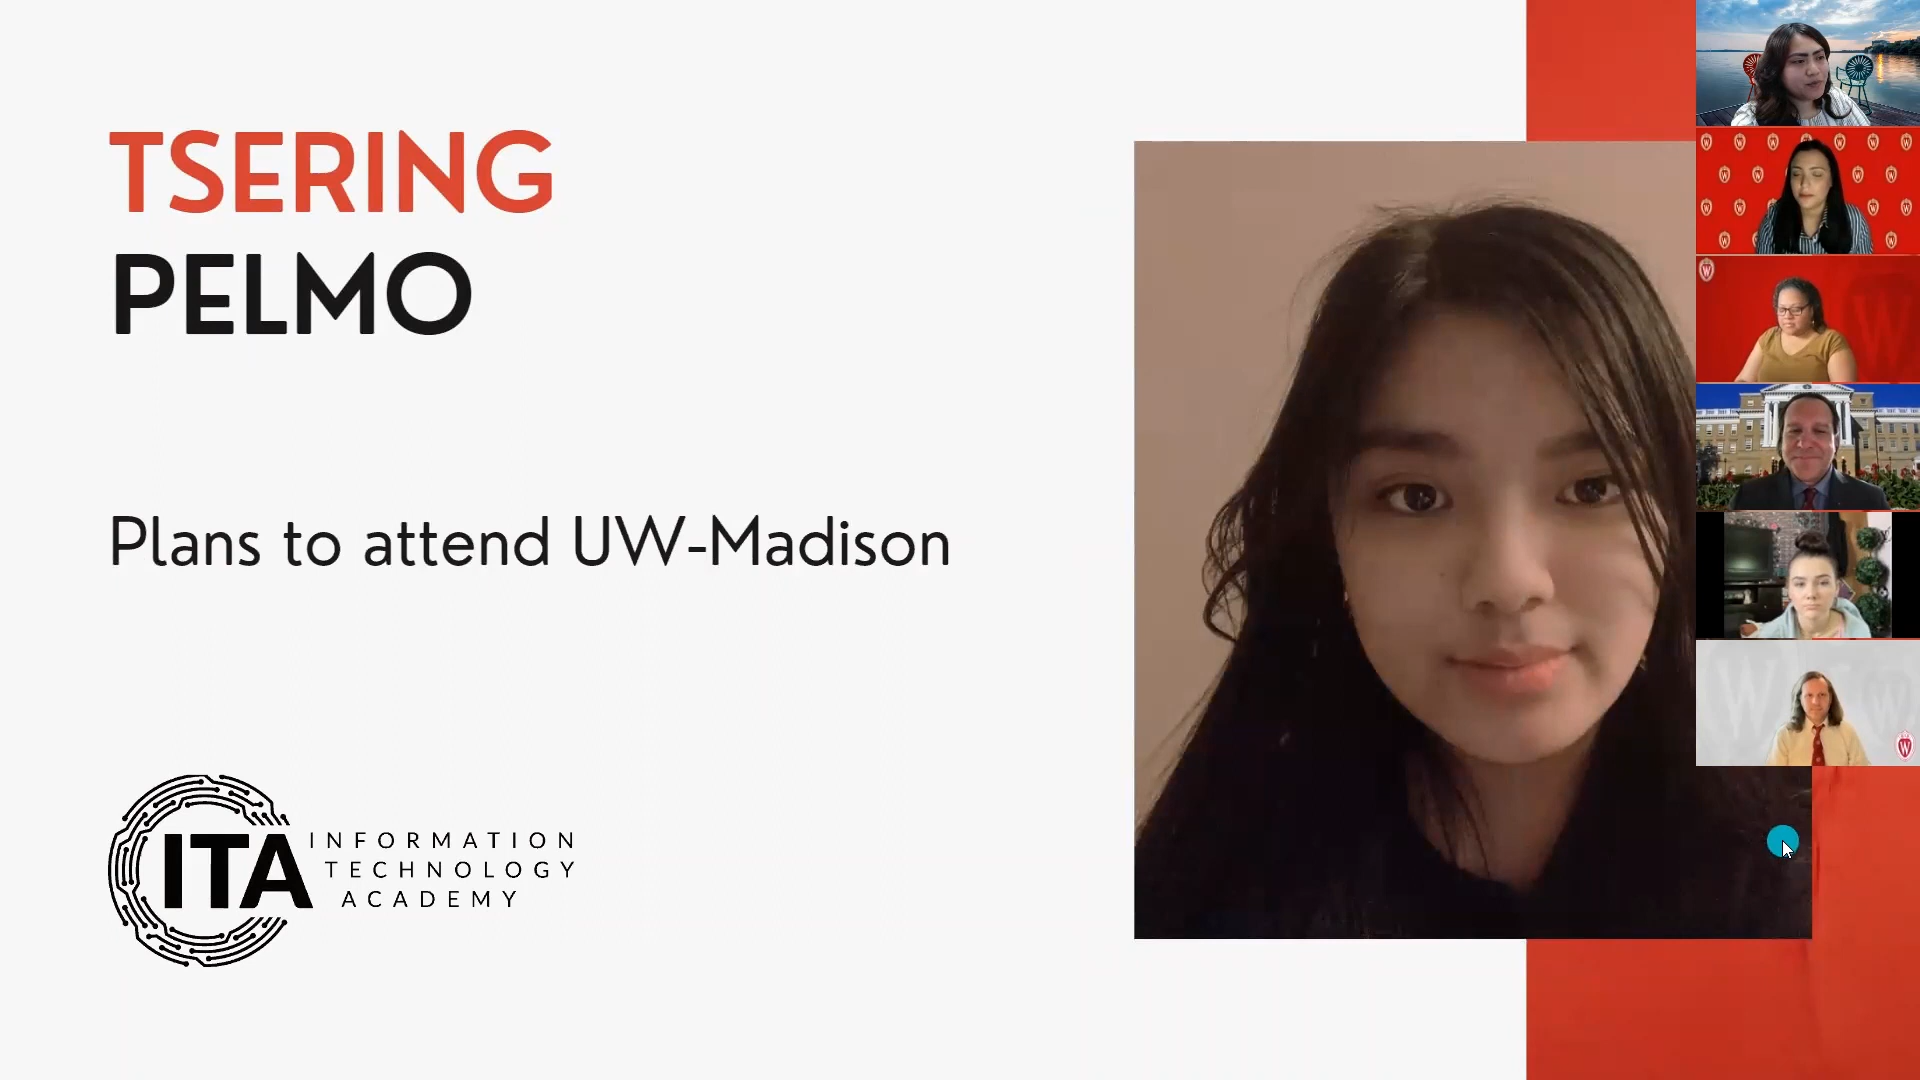 TSERING
PELMO
Plans to attend UW-Madison
ITA
INFORMATION
TECHNOLOGY
ACADEMY